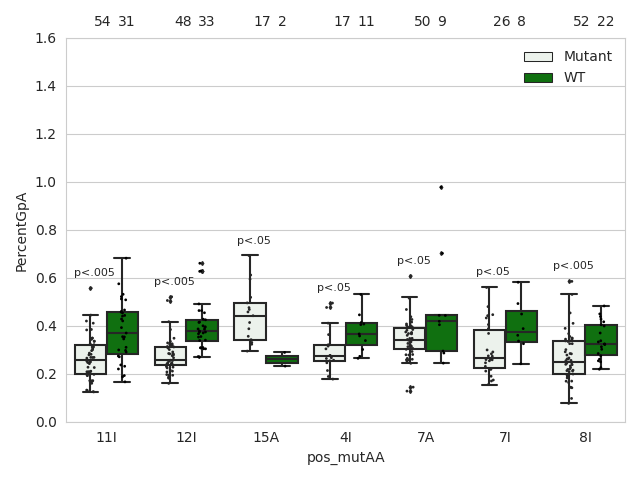 54 31 48 33 17 2 17 11 50 9 26 8 52 22
1.6
Mutant
WT
1.4
1.2
1.0
0.8
p<.05
p<.05
p<.005
p<.005
p<.05
p<.005
p<.05
0.6
0.4
0.2
0.0
PercentGpA
11I 12I 15A 4I 7A 7I 8I
pos_mutAA